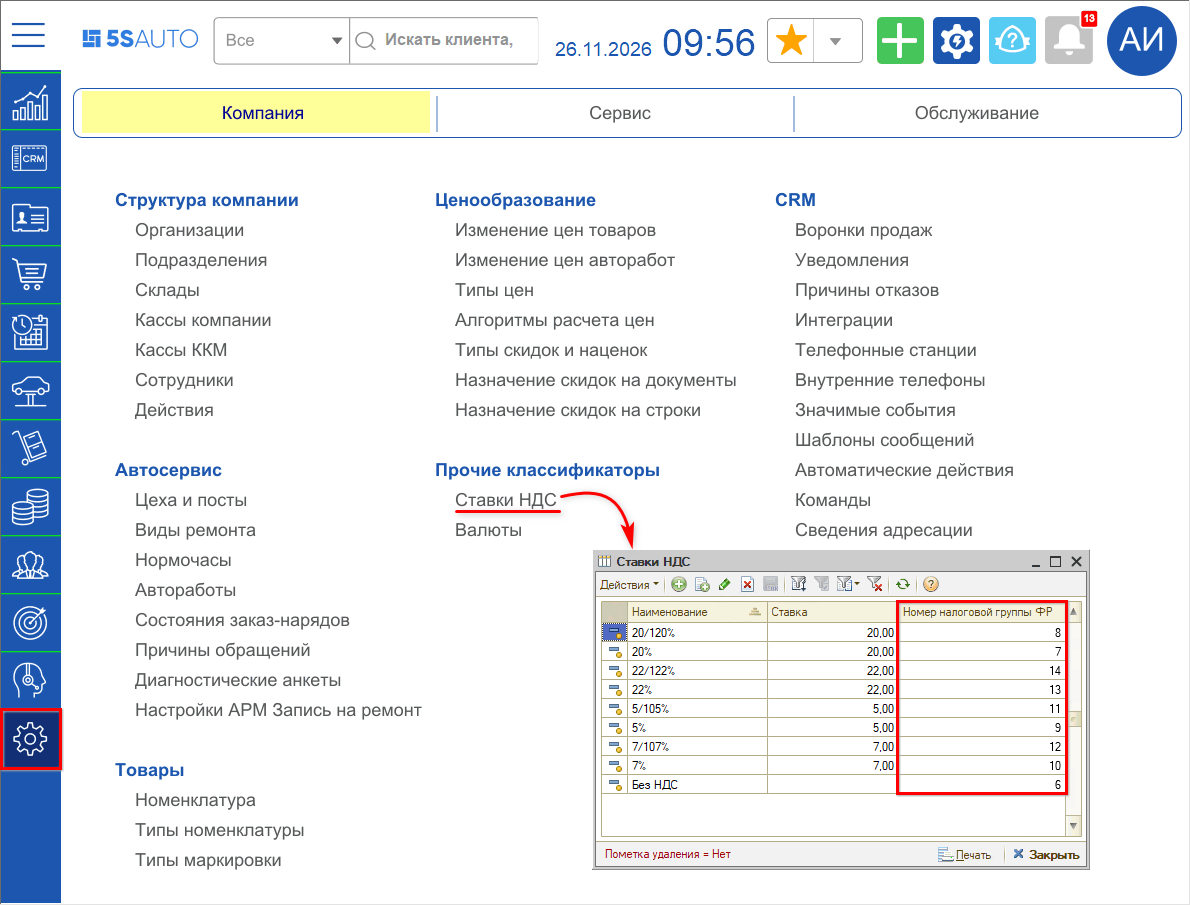 5SAUTO
Все
Искать клиента,
26.11.2026
09:56
13
АИ
CRM
Компания
Сервис
Обслуживание
Структура компании
Организации
Подразделения
Склады
Кассы компании
Кассы ККМ
Сотрудники
Действия
Автосервис
Цеха и посты
Виды ремонта
Нормочасы
Автоработы
Состояния заказ-нарядов
Причины обращений
Диагностические анкеты
Настройки АРМ Запись на ремонт
Товары
Номенклатура
Типы номенклатуры
Типы маркировки
Ценообразование
Изменение цен товаров
Изменение цен авторабот
Типы цен
Алгоритмы расчета цен
Типы скидок и наценок
Назначение скидок на документы
Назначение скидок на строки
Прочие классификаторы
Ставки НДС
Валюты
CRM
Воронки продаж
Уведомления
Причины отказов
Интеграции
Телефонные станции
Внутренние телефоны
Значимые события
Шаблоны сообщений
Автоматические действия
Команды
Сведения адресации
Ставки НДС
Действия
Наименование Ставка Номер налоговой группы ФР
20/120% 20,00 8
20% 20,00 7
22/122% 22,00 14
22% 22,00 13
5/105% 5,00 11
5% 5,00 9
7/107% 7,00 12
7% 7,00 10
Без НДС 6
Пометка удаления = Нет
Печать
Закрыть